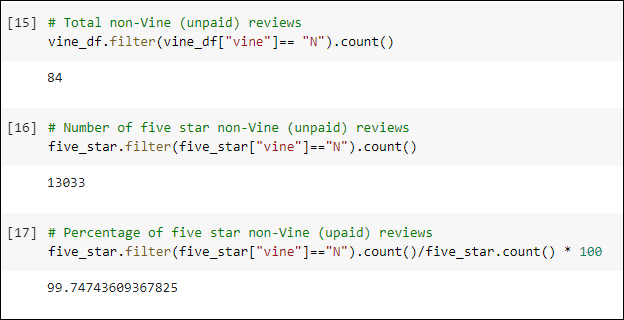 [15] # Total non-Vine (unpaid) reviews
vine_df.filter(vine_df["vine"]== "N").count()
84
[16] # Number of five star non-Vine (unpaid) reviews
five_star.filter(five_star["vine"]=="N").count()
13033
[17] # Percentage of five star non-Vine (upaid) reviews
five_star.filter(five_star["vine"]=="N").count()/five_star.count() * 100
99.74743609367825